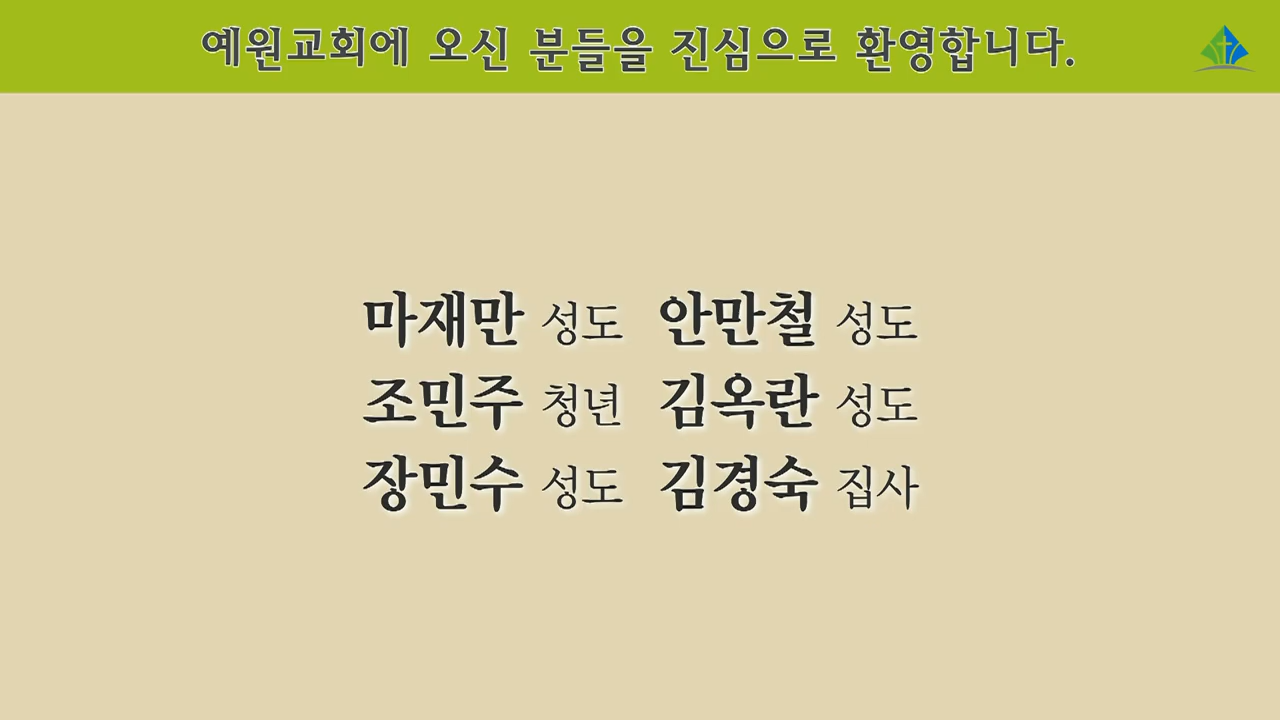 예원교회에 오신 분들을 진심으로 환영합니다.
마재만 성도 안만철 성도
조민주 청년 김옥란 성도
장민수 성도 김경숙 집사